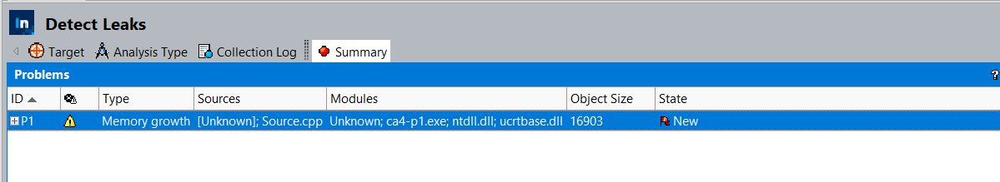 In Detect Leaks
Target Analysis Type Collection Log Summary
Problems ?
ID Type Sources Modules Object Size State
P1 Memory growth [Unknown]; Source.cpp Unknown; ca4-p1.exe; ntdll.dll; ucrtbase.dll 16903 New